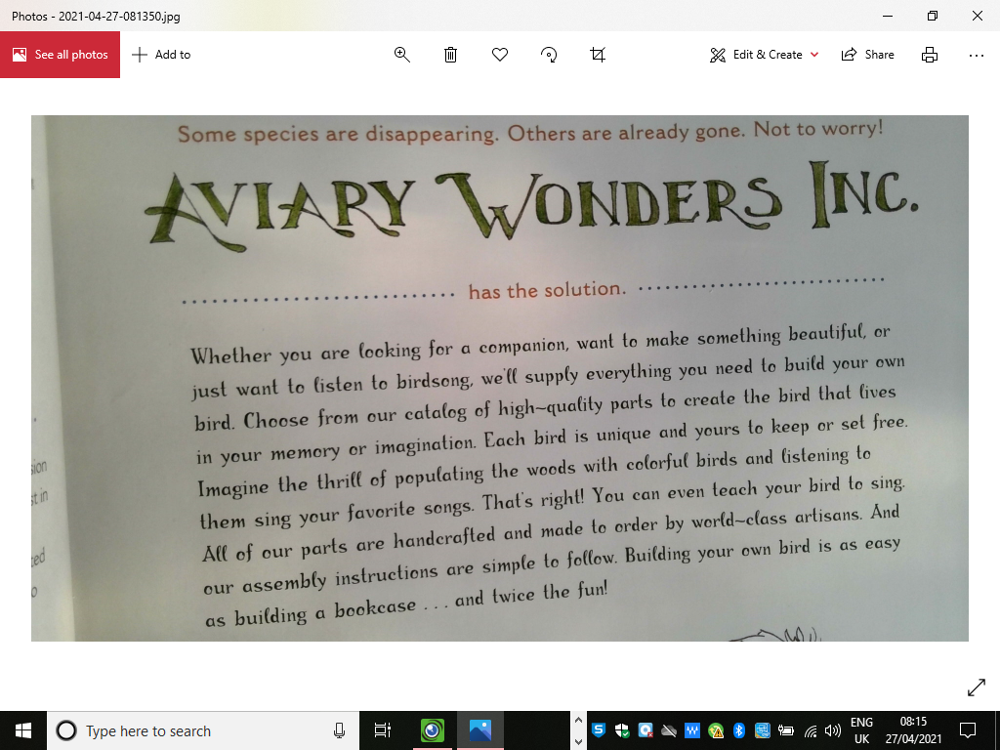 Photos - 2021-04-27-081350.jpg
See all photos
Add to
Edit & Create
Share
Some species are disappearing. Others are already gone. Not to worry!
AVIARY WONDERS INC.
has the solution.
Whether you are looking for a companion, want to make something beautiful, or
just want to listen to birdsong, we'll supply everything you need to build your own
bird. Choose from our catalog of high-quality parts to create the bird that lives
in your memory or imagination. Each bird is unique and yours to keep or set free.
Imagine the thrill of populating the woods with colorful birds and listening to
them sing your favorite songs. That's right! You can even teach your bird to sing.
All of our parts are handcrafted and made to order by world-class artisans. And
our assembly instructions are simple to follow. Building your own bird is as easy
as building a bookcase . . . and twice the fun!
sion
st in
ted
o
Type here to search
ENG
UK
08:15
27/04/2021